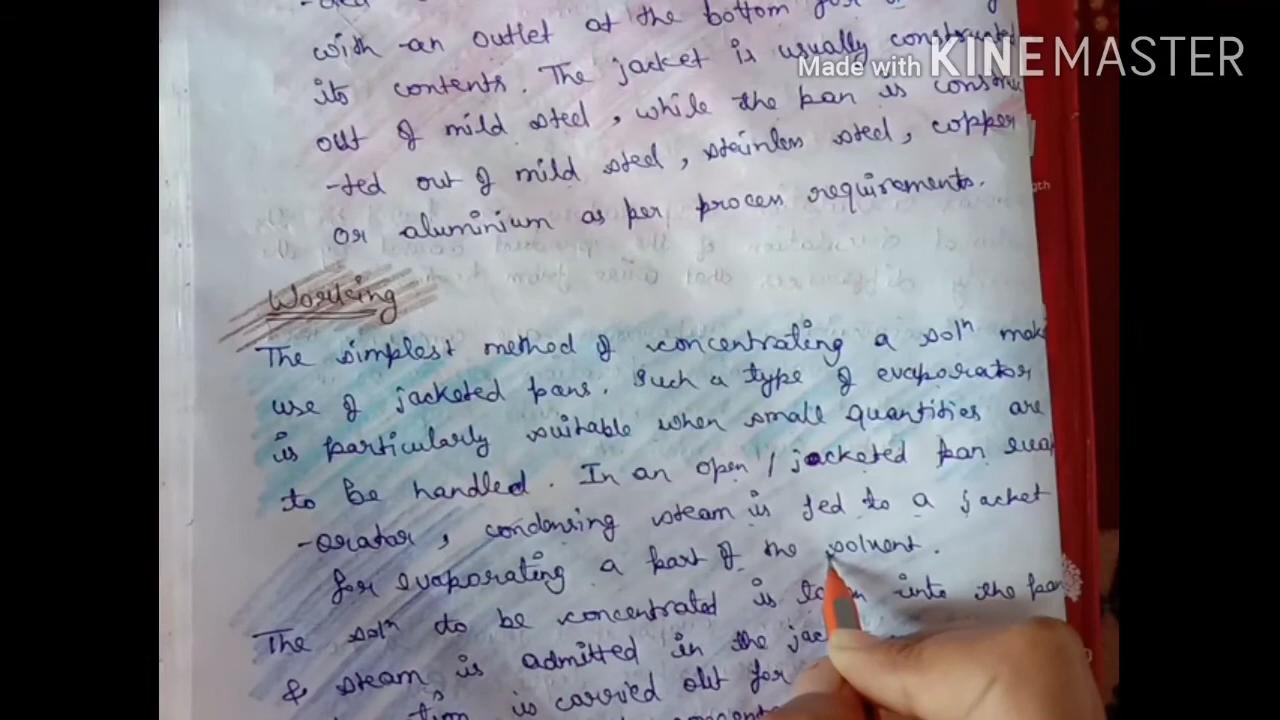 with an outlet at the bottom for
its contents. The jacket is usually constructed
Made with KINEMASTER
out of mild steel, while the pan is constru
-ted out of mild steel, stainless steel, copper
or aluminium as per process requirements.
Working
The simplest method of concentrating a solⁿ make
use of jacketed pans. Such a type of evaporator
is particularly suitable when small quantities are
to be handled. In an open / jacketed pan evap
-orator, condensing steam is fed to a jacket
for evaporating a part of the solvent.
The solⁿ to be concentrated is into the pan
& steam is admitted in the
is carried out for